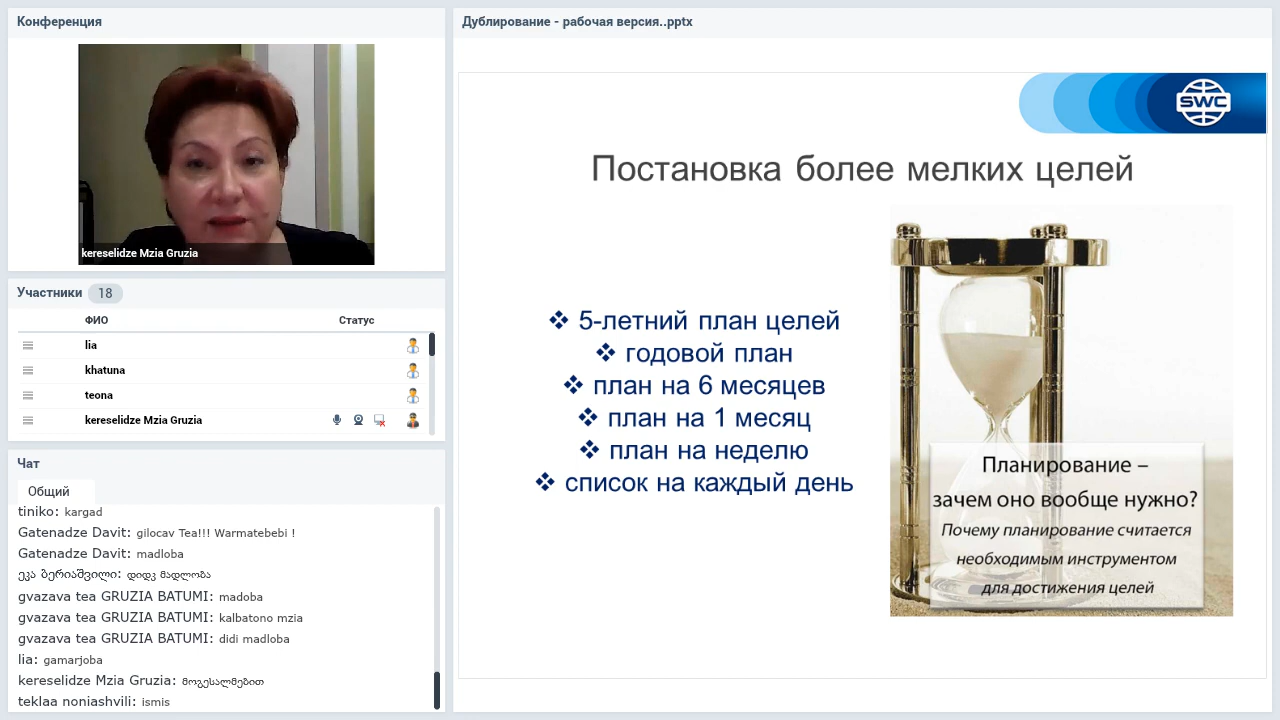 Конференция
kereselidze Mzia Gruzia
Участники 18
ФИО Статус
lia
khatuna
teona
kereselidze Mzia Gruzia
Чат
Общий
tiniko: kargad
Gatenadze Davit: gilocav Tea!!! Warmatebebi !
Gatenadze Davit: madloba
ეკა ბერიაშვილი: დიდკ მადლობა
gvazava tea GRUZIA BATUMI: madoba
gvazava tea GRUZIA BATUMI: kalbatono mzia
gvazava tea GRUZIA BATUMI: didi madloba
lia: gamarjoba
kereselidze Mzia Gruzia: მოგესალმებით
teklaa noniashvili: ismis
Дублирование - рабочая версия..pptx
SWC
Постановка более мелких целей
❖ 5-летний план целей
❖ годовой план
❖ план на 6 месяцев
❖ план на 1 месяц
❖ план на неделю
❖ список на каждый день
Планирование –
зачем оно вообще нужно?
Почему планирование считается
необходимым инструментом
для достижения целей